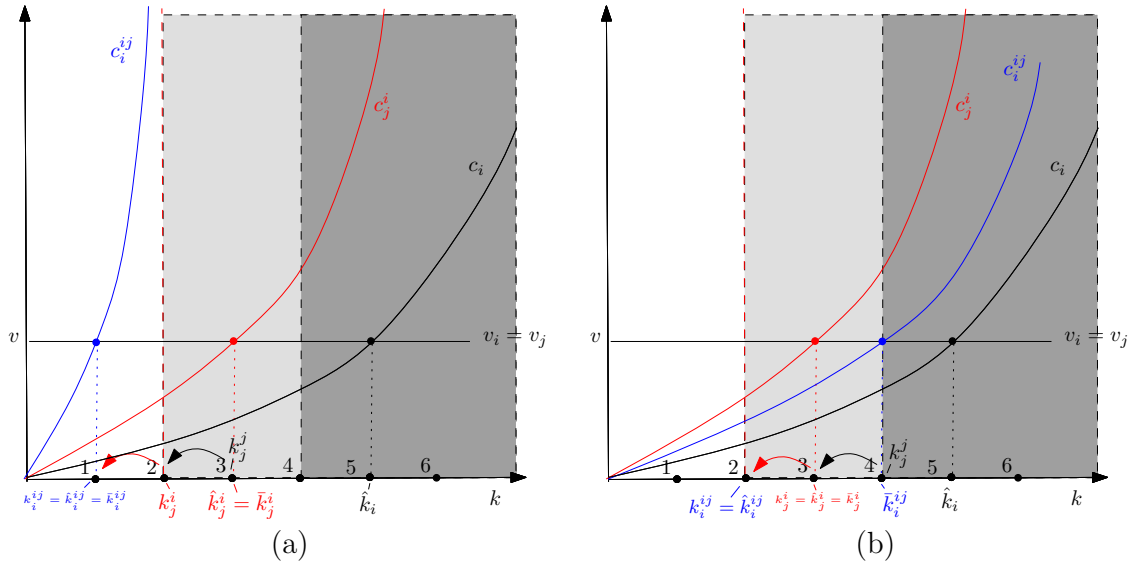 $c_i^{ij}$
$c_j^i$
$c_i$
$v$
$v_i = v_j$
1 2 3 4 5 6
$k_j^j$
$k_i^{ij} = \hat{k}_i^{ij} = \bar{k}_i^{ij}$
$k_j^i$
$\hat{k}_j^i = \bar{k}_j^i$
$\hat{k}_i$
$k$
(a)
$c_i^{ij}$
$c_j^i$
$c_i$
$v$
$v_i = v_j$
1 2 3 4 5 6
$k_j^j$
$k_i^{ij} = \hat{k}_i^{ij}$
$k_j^i = \hat{k}_j^i = \bar{k}_j^i$
$\bar{k}_i^{ij}$
$\hat{k}_i$
$k$
(b)